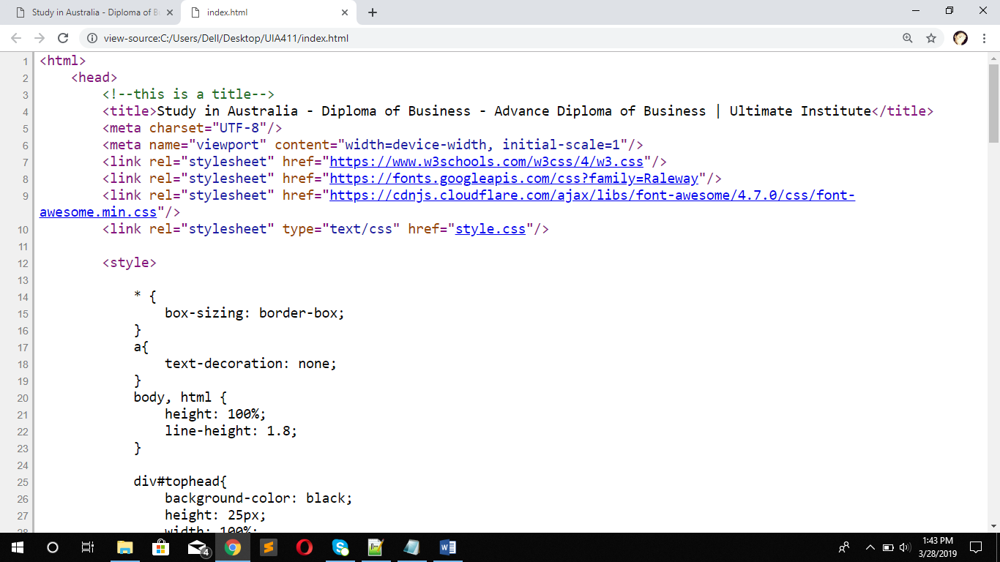 Study in Australia - Diploma of B
index.html
view-source:C:/Users/Dell/Desktop/UIA411/index.html
1 <html>
2 <head>
3 <!--this is a title-->
4 <title>Study in Australia - Diploma of Business - Advance Diploma of Business | Ultimate Institute</title>
5 <meta charset="UTF-8"/>
6 <meta name="viewport" content="width=device-width, initial-scale=1"/>
7 <link rel="stylesheet" href="https://www.w3schools.com/w3css/4/w3.css"/>
8 <link rel="stylesheet" href="https://fonts.googleapis.com/css?family=Raleway"/>
9 <link rel="stylesheet" href="https://cdnjs.cloudflare.com/ajax/libs/font-awesome/4.7.0/css/font-
awesome.min.css"/>
10 <link rel="stylesheet" type="text/css" href="style.css"/>
11
12 <style>
13
14 * {
15 box-sizing: border-box;
16 }
17 a{
18 text-decoration: none;
19 }
20 body, html {
21 height: 100%;
22 line-height: 1.8;
23 }
24
25 div#tophead{
26 background-color: black;
27 height: 25px;
28 width: 100%;
4
1:43 PM
3/28/2019